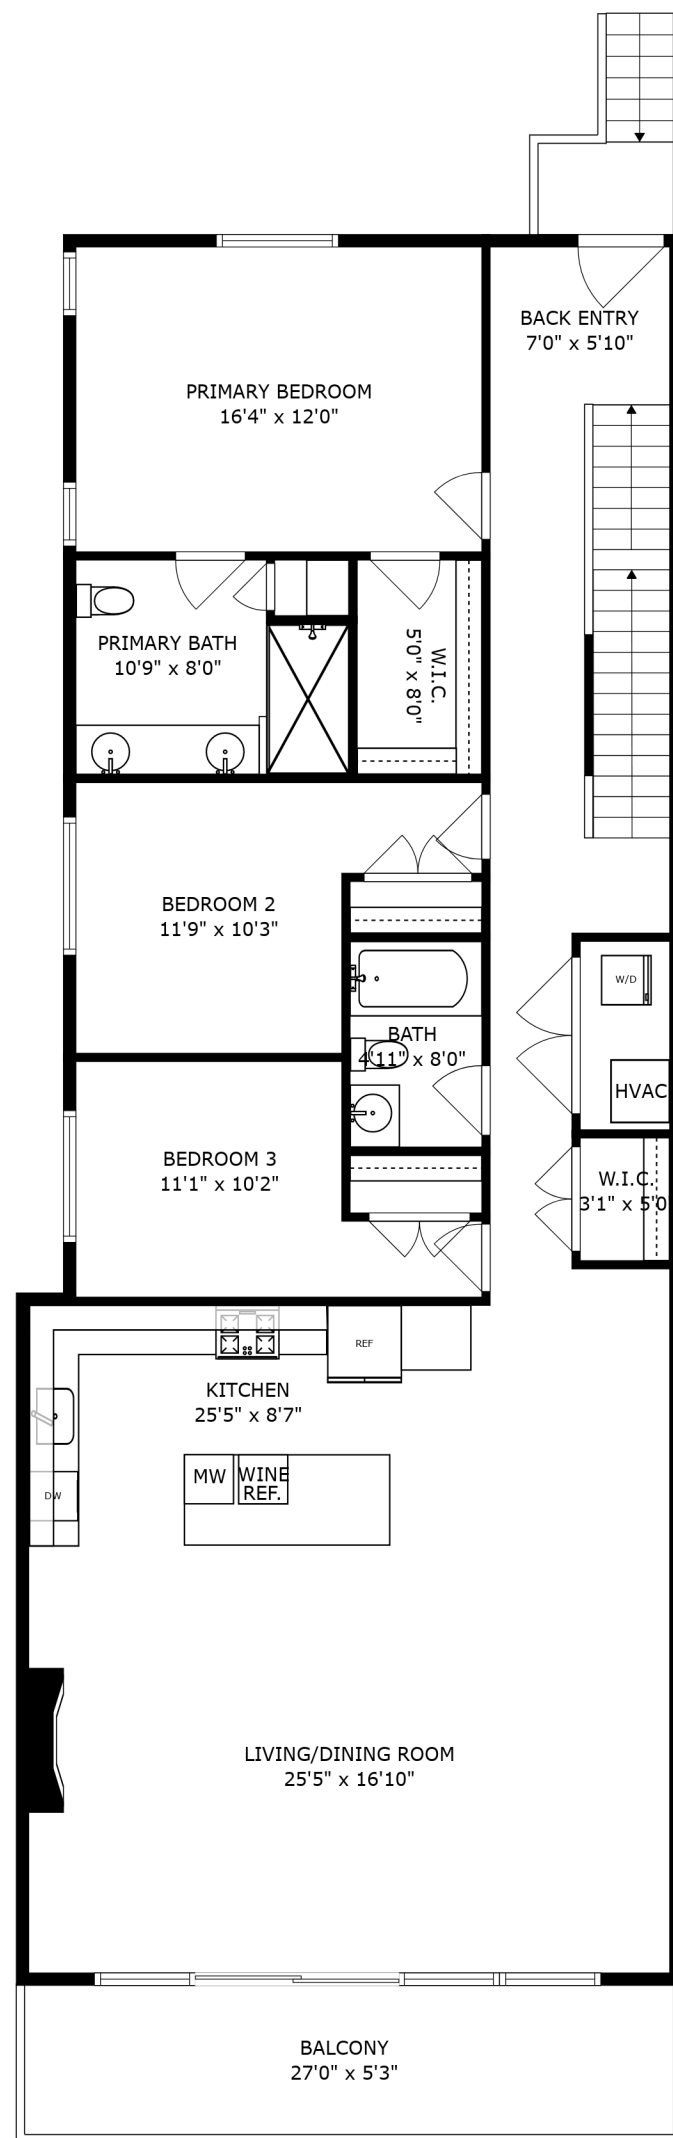 BACK ENTRY
7'0" x 5'10"
PRIMARY BEDROOM
16'4" x 12'0"
PRIMARY BATH
10'9" x 8'0"
W.I.C.
5'0" x 8'0"
BEDROOM 2
11'9" x 10'3"
W/D
BATH
4'11" x 8'0"
HVAC
BEDROOM 3
11'1" x 10'2"
W.I.C.
3'1" x 5'0
REF
KITCHEN
25'5" x 8'7"
MW
WINE
REF.
DW
LIVING/DINING ROOM
25'5" x 16'10"
BALCONY
27'0" x 5'3"